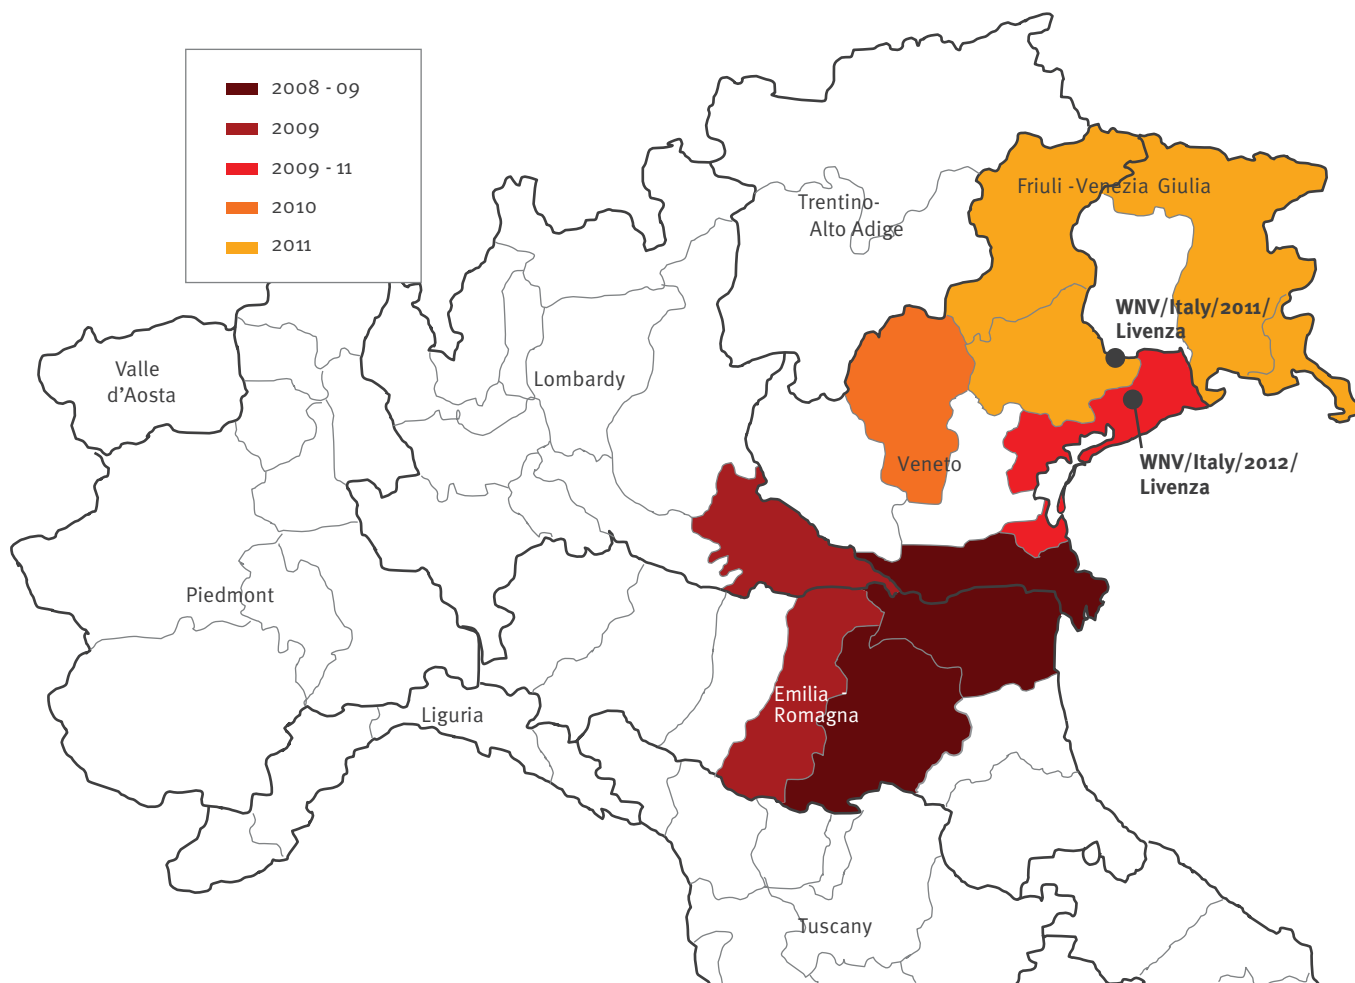 2008 - 09
2009
2009 - 11
2010
2011
Friuli -Venezia Giulia
Trentino-
Alto Adige
WNV/Italy/2011/
Livenza
Valle
d’Aosta
Lombardy
Veneto
WNV/Italy/2012/
Livenza
Piedmont
Emilia -
Romagna
Liguria
Tuscany